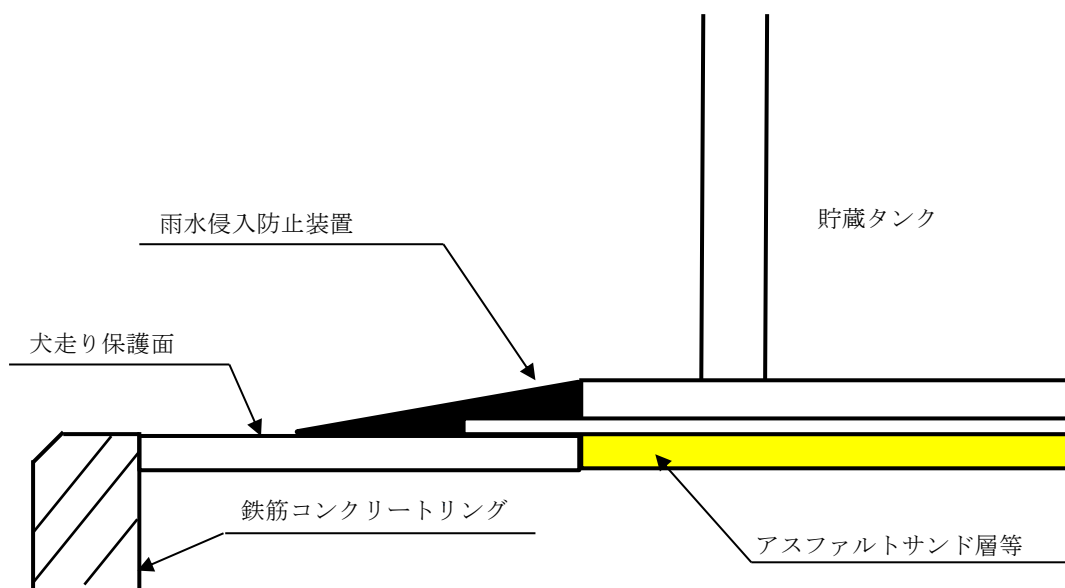 雨水侵入防止装置
貯蔵タンク
犬走り保護面
鉄筋コンクリートリング
アスファルトサンド層等